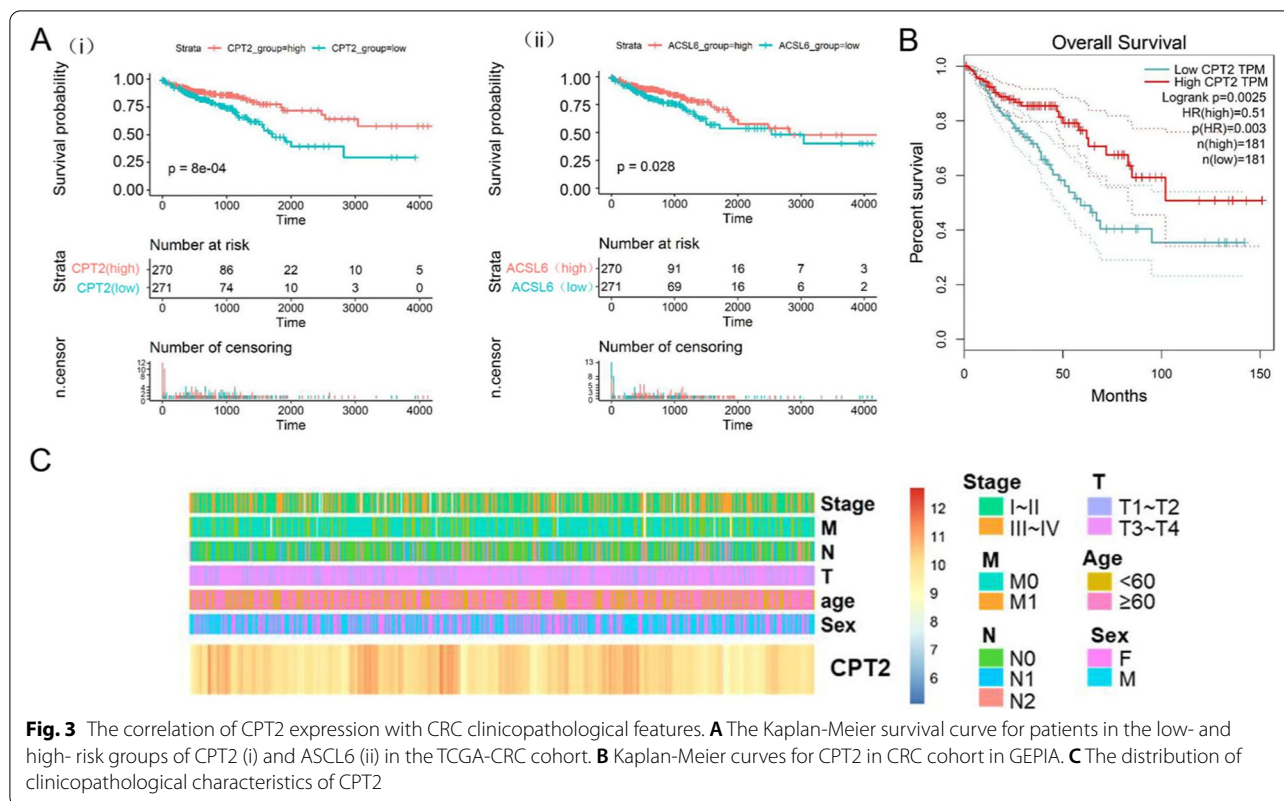 A
(i)
Strata CPT2_group=high CPT2_group=low
Survival probability
1.00
0.75
0.50
0.25
0.00
p = 8e-04
0 1000 2000 3000 4000
Time
Number at risk
Strata
CPT2(high) 270 86 22 10 5
CPT2(low) 271 74 10 3 0
0 1000 2000 3000 4000
Time
Number of censoring
n.censor
0 1000 2000 3000 4000
Time
(ii)
Strata ACSL6_group=high ACSL6_group=low
Survival probability
1.00
0.75
0.50
0.25
0.00
p = 0.028
0 1000 2000 3000 4000
Time
Number at risk
Strata
ACSL6（high） 270 91 16 7 3
ACSL6（low） 271 69 16 6 2
0 1000 2000 3000 4000
Time
Number of censoring
n.censor
0 1000 2000 3000 4000
Time
B
Overall Survival
Low CPT2 TPM
High CPT2 TPM
Logrank p=0.0025
HR(high)=0.51
p(HR)=0.003
n(high)=181
n(low)=181
Percent survival
1.0
0.8
0.6
0.4
0.2
0.0
0 50 100 150
Months
C
Stage
M
N
T
age
Sex
CPT2
12
11
10
9
8
7
6
Stage
I~II
III~IV
M
M0
M1
N
N0
N1
N2
T
T1~T2
T3~T4
Age
<60
≥60
Sex
F
M
Fig. 3 The correlation of CPT2 expression with CRC clinicopathological features. A The Kaplan-Meier survival curve for patients in the low- and
high- risk groups of CPT2 (i) and ASCL6 (ii) in the TCGA-CRC cohort. B Kaplan-Meier curves for CPT2 in CRC cohort in GEPIA. C The distribution of
clinicopathological characteristics of CPT2